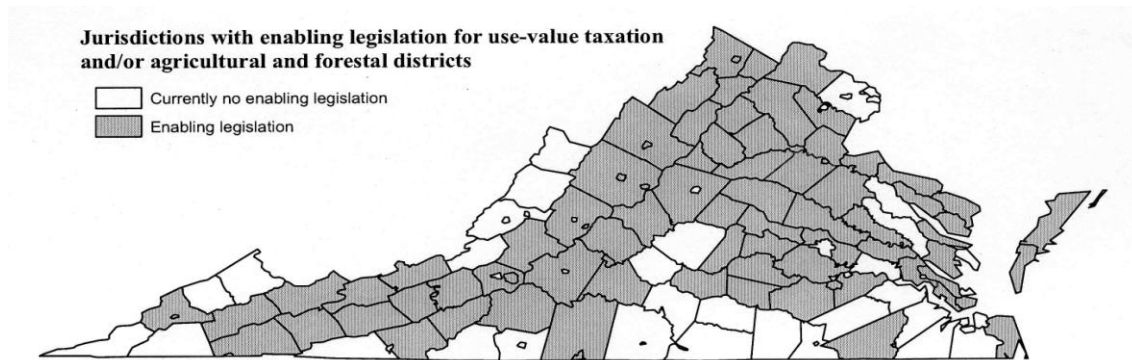 Jurisdictions with enabling legislation for use-value taxation
and/or agricultural and forestal districts
Currently no enabling legislation
Enabling legislation